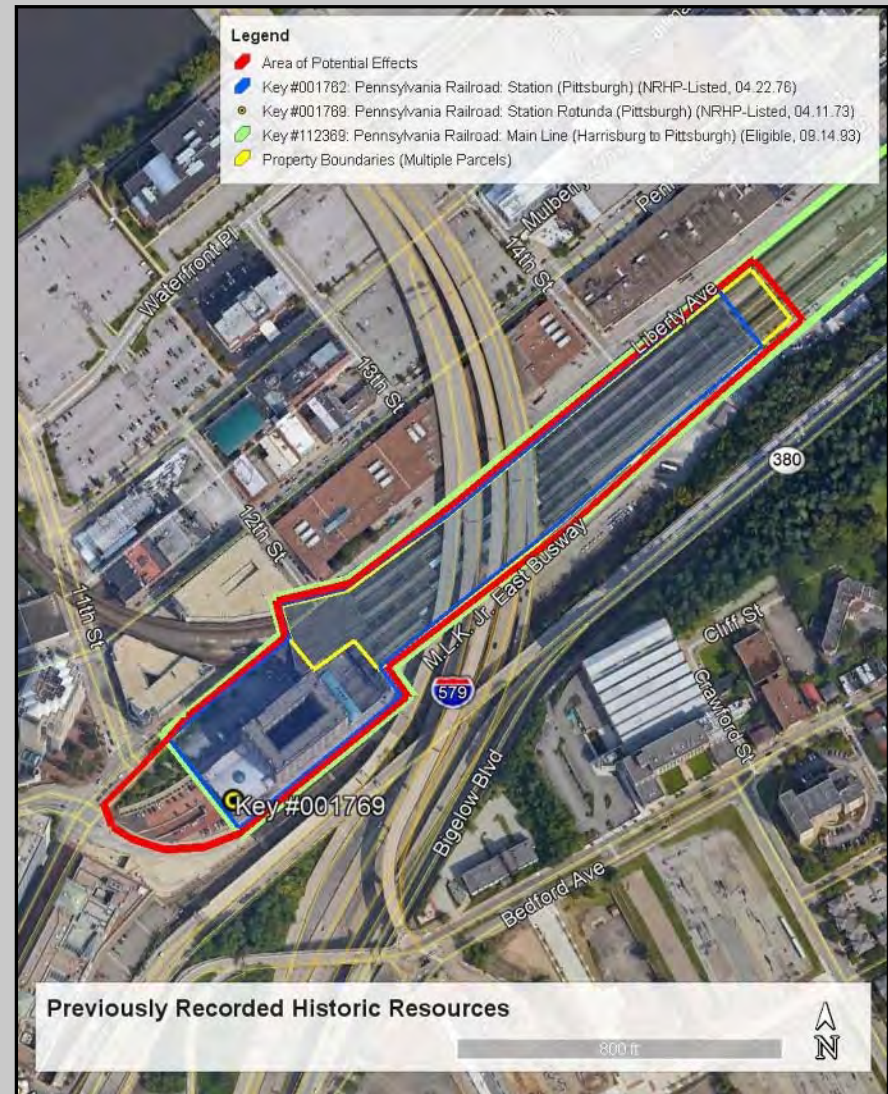 Legend
Area of Potential Effects
Key #001762: Pennsylvania Railroad: Station (Pittsburgh) (NRHP-Listed, 04.22.76)
Key #001769: Pennsylvania Railroad: Station Rotunda (Pittsburgh) (NRHP-Listed, 04.11.73)
Key #112369: Pennsylvania Railroad: Main Line (Harrisburg to Pittsburgh) (Eligible, 09.14.93)
Property Boundaries (Multiple Parcels)
Mulberry
Penn
Waterfront Pl
14th St
Liberty Ave
13th St
380
12th St
11th St
M.L.K. Jr. East Busway
Cliff St
579
Crawford St
Key #001769
Bigelow Blvd
Bedford Ave
Previously Recorded Historic Resources
800 ft
N